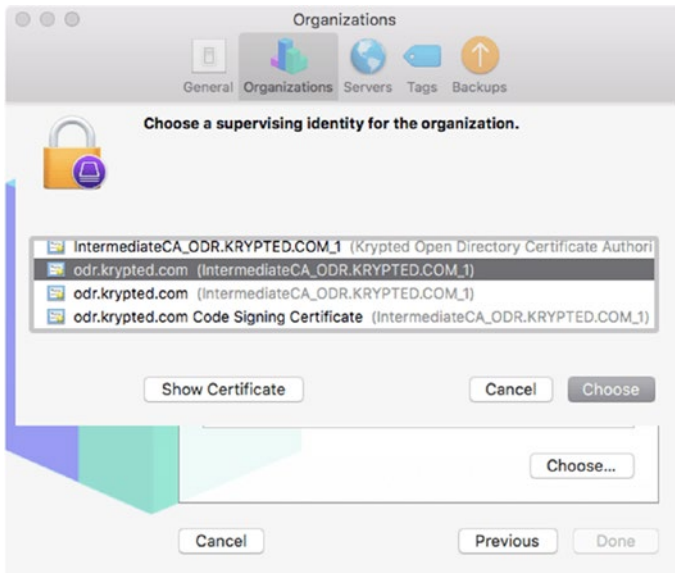 Organizations
General Organizations Servers Tags Backups
Choose a supervising identity for the organization.
IntermediateCA_ODR.KRYPTED.COM_1 (Krypted Open Directory Certificate Authori
odr.krypted.com (IntermediateCA_ODR.KRYPTED.COM_1)
odr.krypted.com (IntermediateCA_ODR.KRYPTED.COM_1)
odr.krypted.com Code Signing Certificate (IntermediateCA_ODR.KRYPTED.COM_1)
Show Certificate Cancel Choose
Choose...
Cancel Previous Done